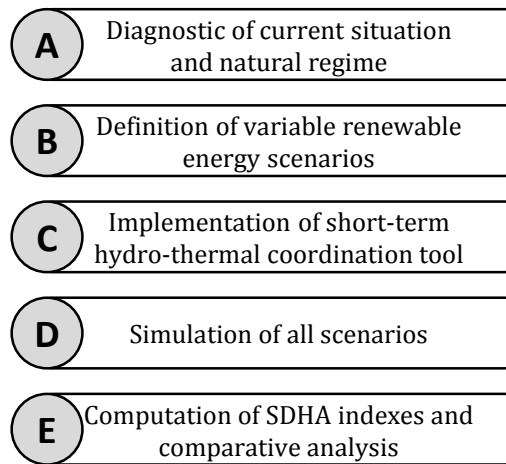 A
Diagnostic of current situation
and natural regime
B
Definition of variable renewable
energy scenarios
C
Implementation of short-term
hydro-thermal coordination tool
D
Simulation of all scenarios
E
Computation of SDHA indexes and
comparative analysis